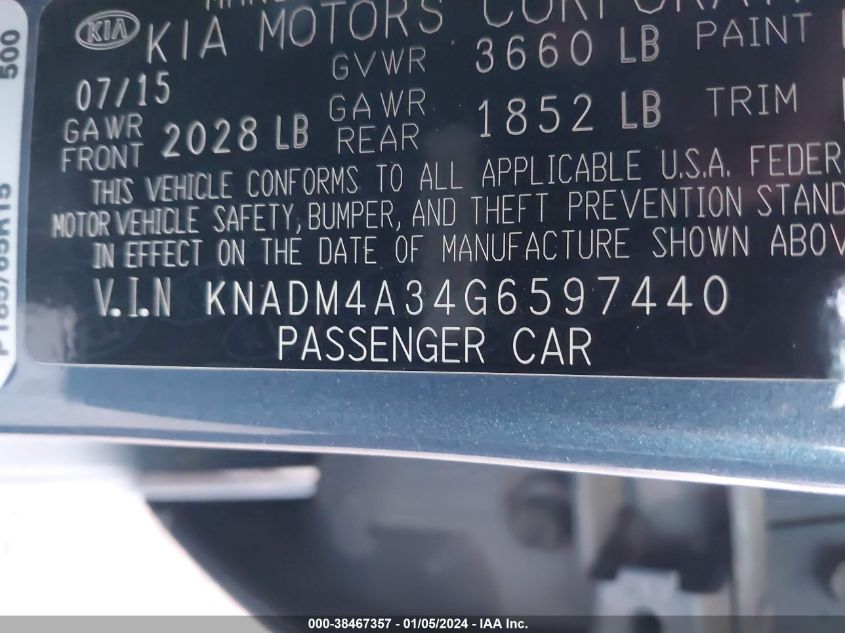 KIA
KIA MOTORS
07/15
GVWR 3660 LB PAINT
GAWR FRONT 2028 LB
GAWR REAR 1852 LB TRIM
THIS VEHICLE CONFORMS TO ALL APPLICABLE U.S.A. FEDER
MOTOR VEHICLE SAFETY, BUMPER, AND THEFT PREVENTION STAND
IN EFFECT ON THE DATE OF MANUFACTURE SHOWN ABOV
V.I.N KNADM4A34G6597440
PASSENGER CAR
500
P185/65R15
000-38467357 - 01/05/2024 - IAA Inc.